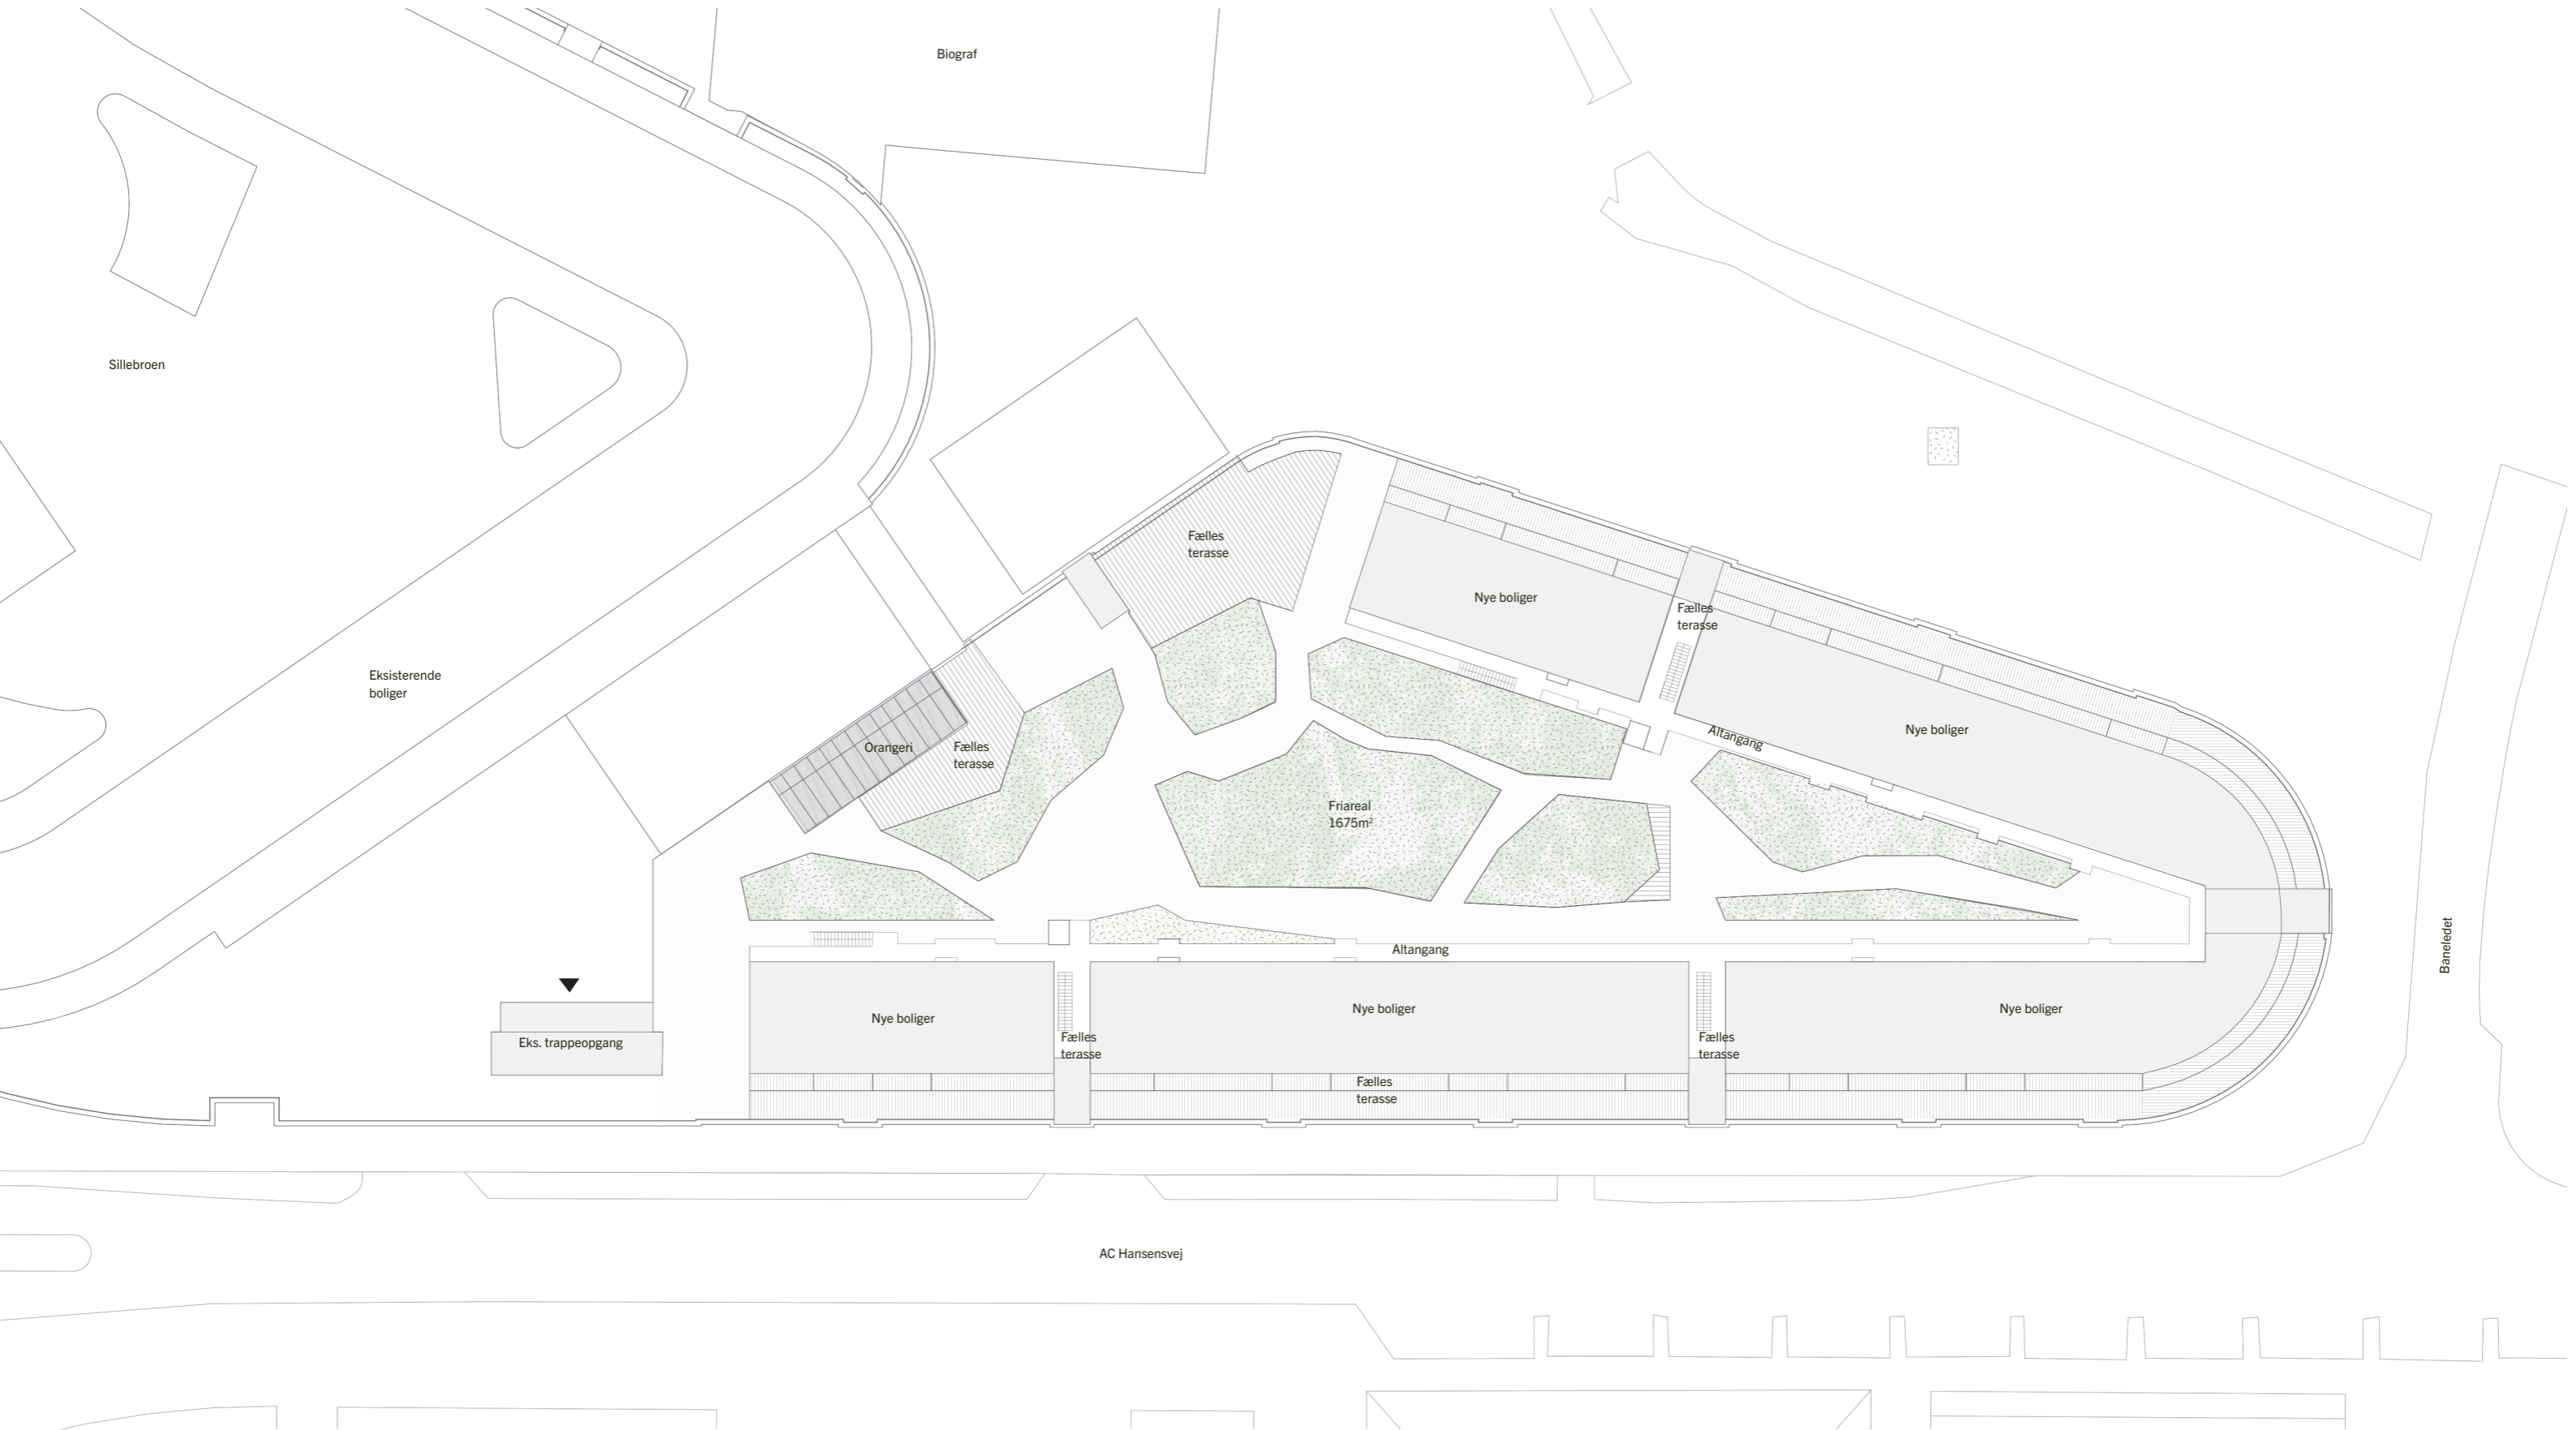 Biograf
Sillebroen
Fælles
terasse
Nye boliger
Fælles
terasse
Eksisterende
boliger
Nye boliger
Altangang
Orangeri
Fælles
terasse
Friareal
1675m²
Altangang
Baneledet
Nye boliger
Nye boliger
Nye boliger
Eks. trappeopgang
Fælles
terasse
Fælles
terasse
Fælles
terasse
AC Hansensvej